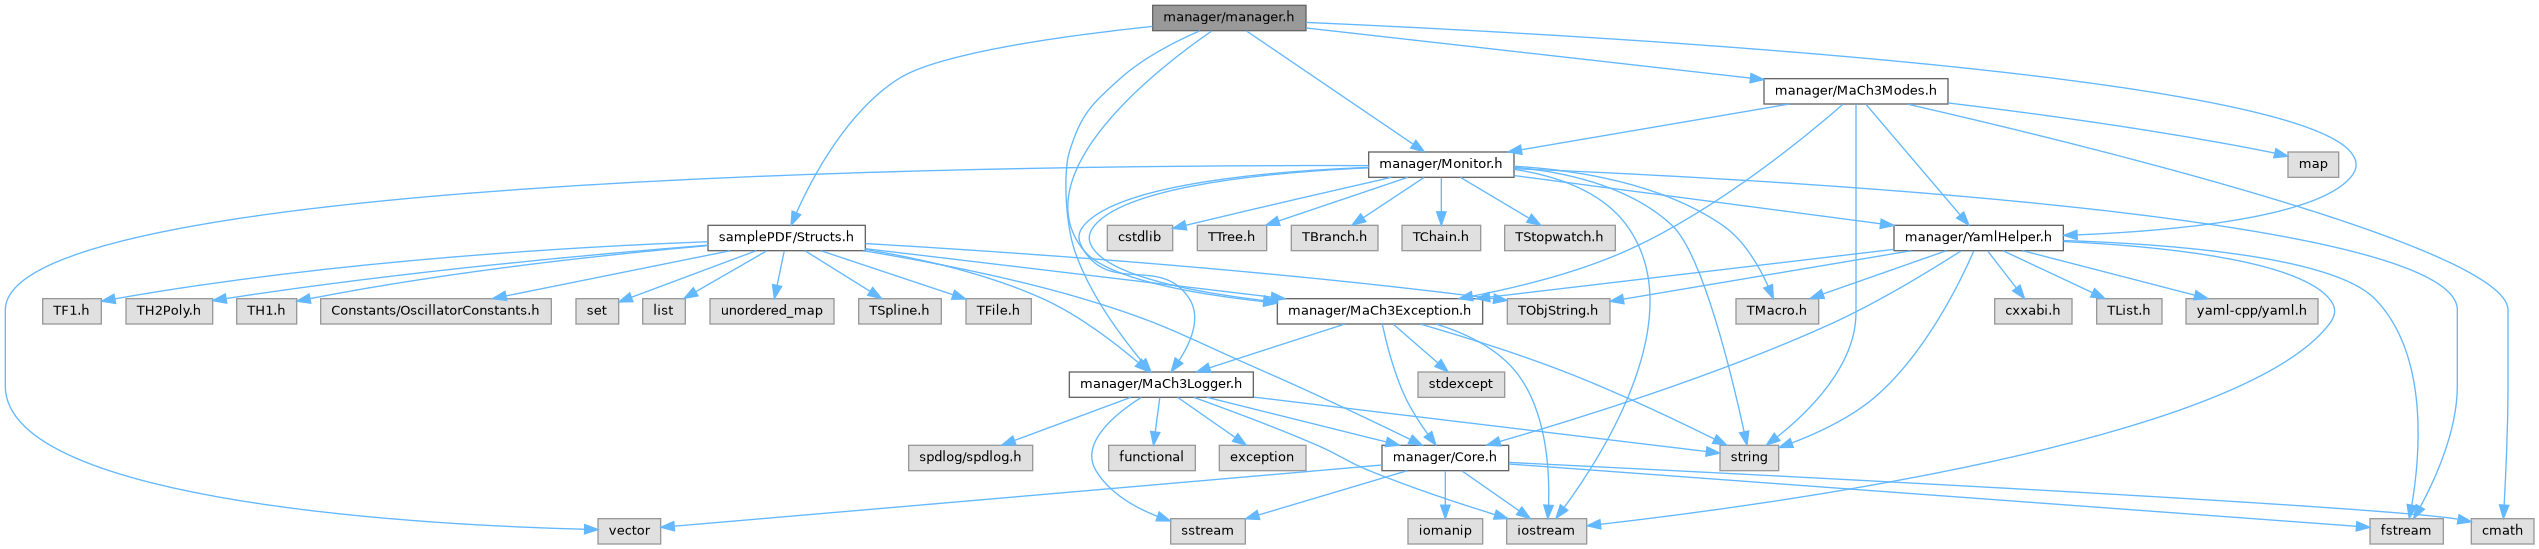 manager/manager.h
manager/MaCh3Modes.h
manager/Monitor.h
map
samplePDF/Structs.h
cstdlib
TTree.h
TBranch.h
TChain.h
TStopwatch.h
manager/YamlHelper.h
TF1.h
TH2Poly.h
TH1.h
Constants/OscillatorConstants.h
set
list
unordered_map
TSpline.h
TFile.h
manager/MaCh3Exception.h
TObjString.h
TMacro.h
cxxabi.h
TList.h
yaml-cpp/yaml.h
manager/MaCh3Logger.h
stdexcept
spdlog/spdlog.h
functional
exception
manager/Core.h
string
vector
sstream
iomanip
iostream
fstream
cmath